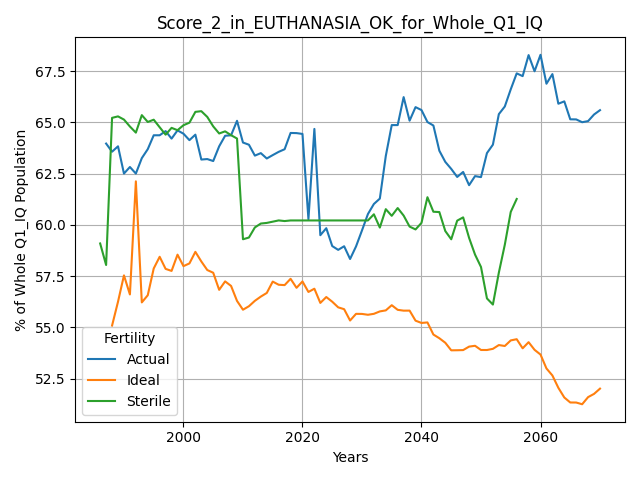 Score_2_in_EUTHANASIA_OK_for_Whole_Q1_IQ
% of Whole Q1_IQ Population
67.5
65.0
62.5
60.0
57.5
55.0
52.5
Fertility
Actual
Ideal
Sterile
2000
2020
2040
2060
Years